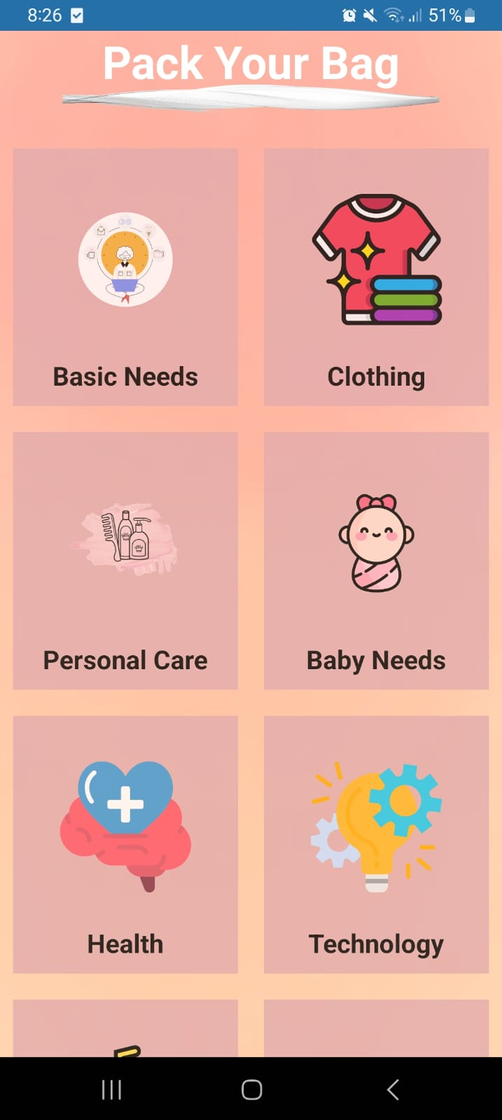 8:26 51%
Pack Your Bag
Basic Needs Clothing
Personal Care Baby Needs
Health Technology